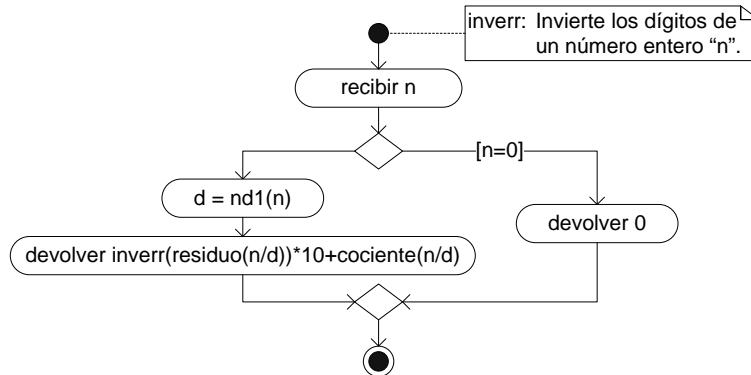 inverr: Invierte los dígitos de
un número entero “n”.
recibir n
[n=0]
d = nd1(n)
devolver 0
devolver inverr(residuo(n/d))*10+cociente(n/d)